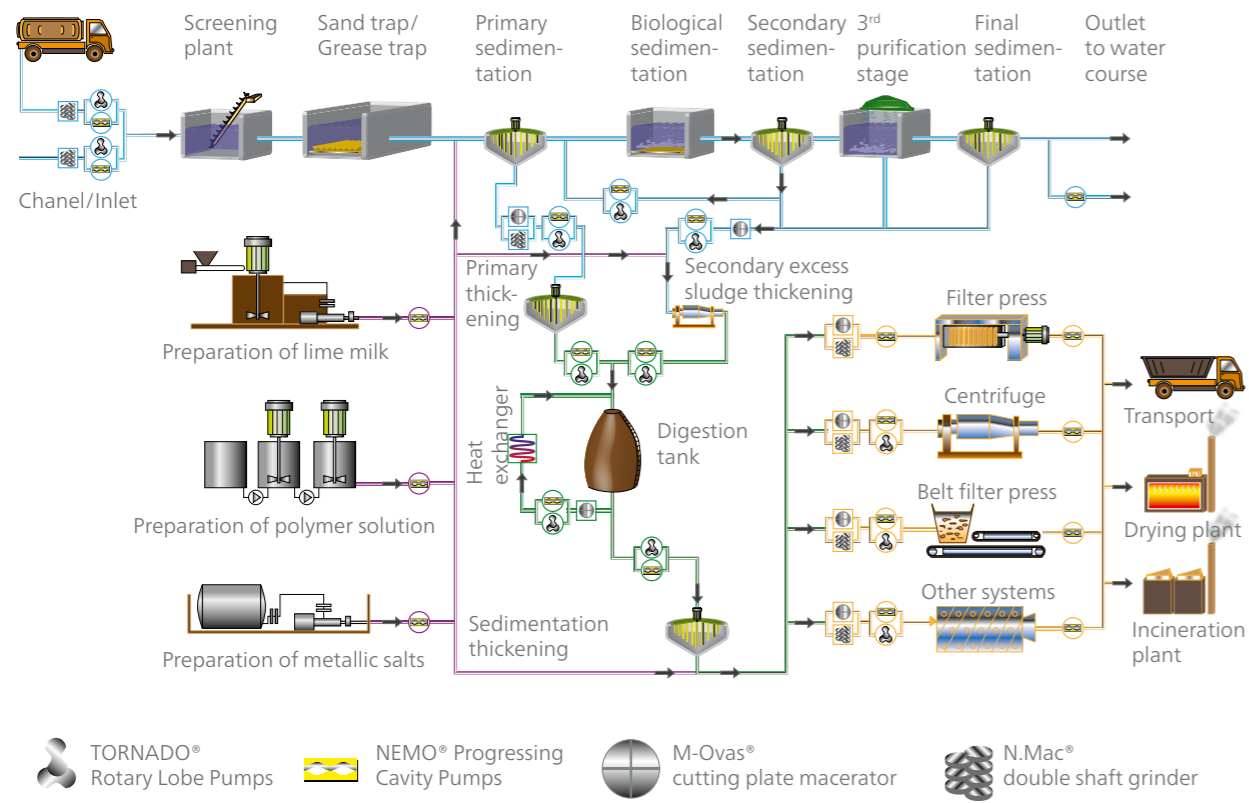 Screening
plant
Sand trap/
Grease trap
Primary
sedimen-
tation
Biological
sedimen-
tation
Secondary
sedimen-
tation
3rd
purification
stage
Final
sedimen-
tation
Outlet
to water
course
Chanel/Inlet
Primary
thick-
ening
Secondary excess
sludge thickening
Filter press
Preparation of lime milk
Centrifuge
Transport
Heat
exchanger
Digestion
tank
Preparation of polymer solution
Belt filter press
Drying plant
Other systems
Sedimentation
thickening
Incineration
plant
Preparation of metallic salts
TORNADO®
Rotary Lobe Pumps
NEMO® Progressing
Cavity Pumps
M-Ovas®
cutting plate macerator
N.Mac®
double shaft grinder